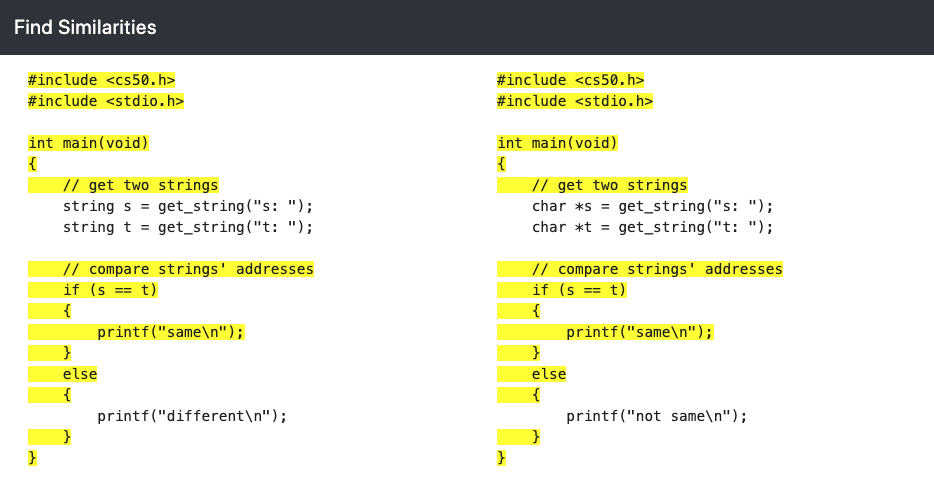 Find Similarities
#include <cs50.h>
#include <stdio.h>
int main(void)
{
    // get two strings
    string s = get_string("s: ");
    string t = get_string("t: ");
    // compare strings' addresses
    if (s == t)
    {
        printf("same\n");
    }
    else
    {
        printf("different\n");
    }
}
#include <cs50.h>
#include <stdio.h>
int main(void)
{
    // get two strings
    char *s = get_string("s: ");
    char *t = get_string("t: ");
    // compare strings' addresses
    if (s == t)
    {
        printf("same\n");
    }
    else
    {
        printf("not same\n");
    }
}